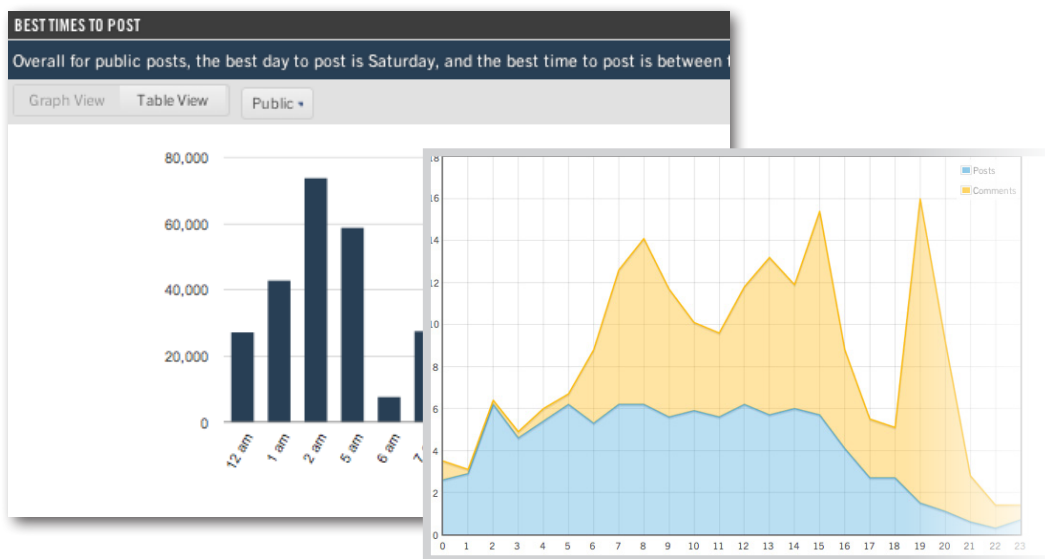 BEST TIMES TO POST
Overall for public posts, the best day to post is Saturday, and the best time to post is between
Graph View Table View Public
80,000
60,000
40,000
20,000
0
12 am 1 am 2 am 5 am 6 am
18
16
14
12
10
8
6
4
2
0
0 1 2 3 4 5 6 7 8 9 10 11 12 13 14 15 16 17 18 19 20 21 22 23
Posts
Comments